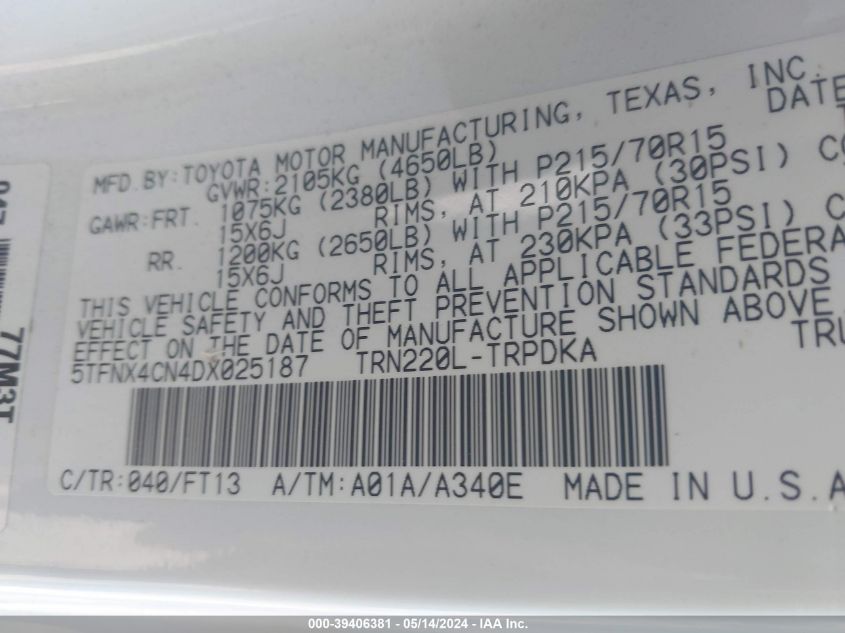 MFD.BY:TOYOTA MOTOR MANUFACTURING, TEXAS, INC.
GVWR:2105KG (4650LB) DATE
GAWR:FRT. 1075KG (2380LB) WITH P215/70R15
15X6J RIMS, AT 210KPA (30PSI)
RR. 1200KG (2650LB) WITH P215/70R15
15X6J RIMS, AT 230KPA (33PSI)
THIS VEHICLE CONFORMS TO ALL APPLICABLE FEDERA
VEHICLE SAFETY AND THEFT PREVENTION STANDARDS
EFFECT ON THE DATE OF MANUFACTURE SHOWN ABOVE
5TFNX4CN4DX025187 TRN220L-TRPDKA TRU
C/TR:040/FT13 A/TM:A01A/A340E MADE IN U.S.A
77M3T
000-39406381 - 05/14/2024 - IAA Inc.